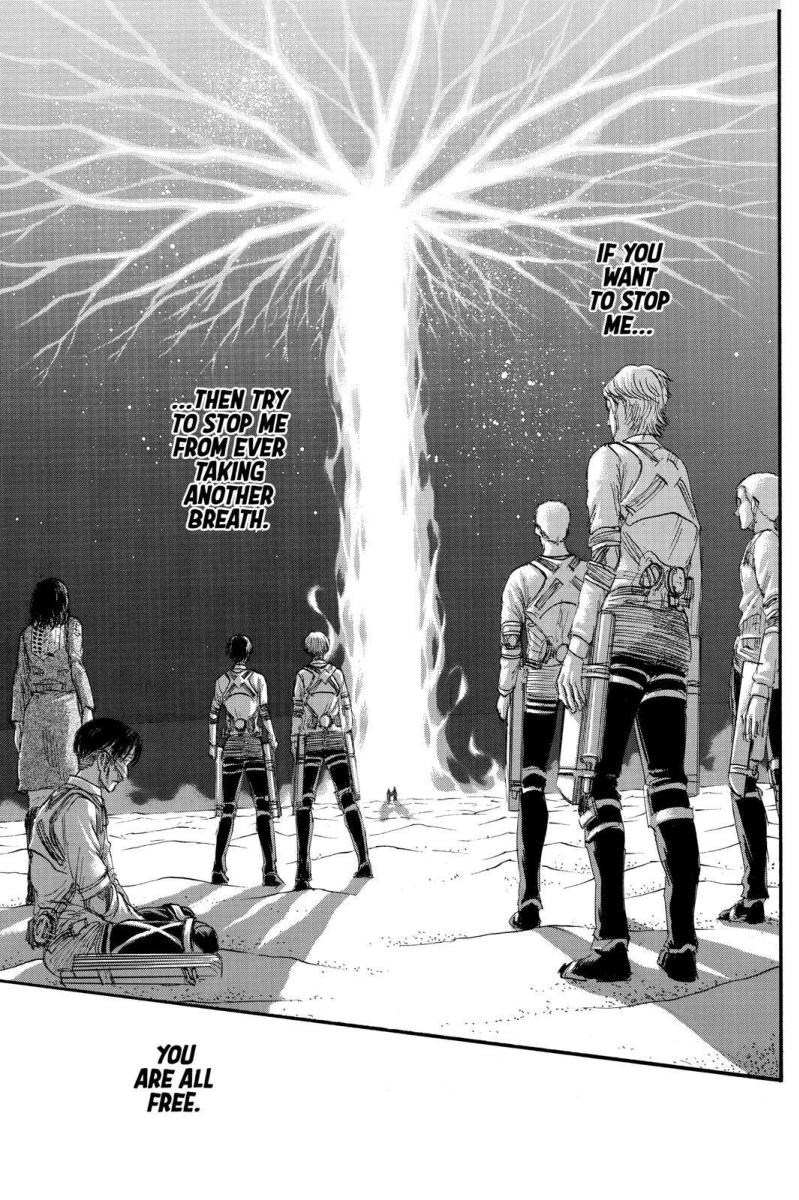 IF YOU
WANT
TO STOP
ME...
...THEN TRY
TO STOP ME
FROM EVER
TAKING
ANOTHER
BREATH.
YOU
ARE ALL
FREE.